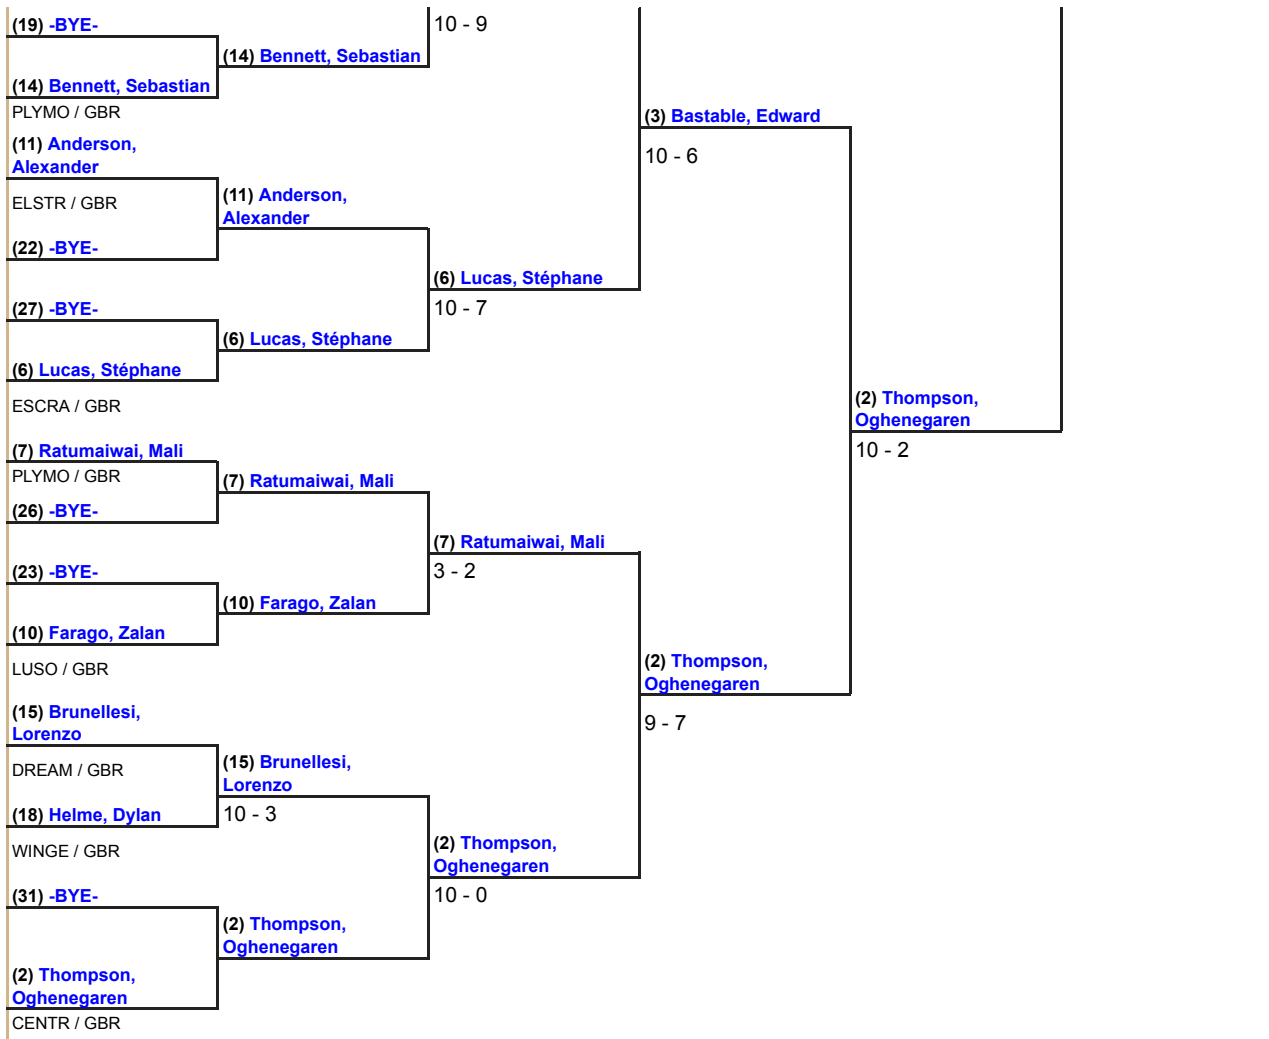 (19) -BYE-
(14) Bennett, Sebastian
PLYMO / GBR
(11) Anderson,
Alexander
ELSTR / GBR
(22) -BYE-
(27) -BYE-
(6) Lucas, Stéphane
ESCRA / GBR
(7) Ratumaiwai, Mali
PLYMO / GBR
(26) -BYE-
(23) -BYE-
(10) Farago, Zalan
LUSO / GBR
(15) Brunellesi,
Lorenzo
DREAM / GBR
(18) Helme, Dylan
WINGE / GBR
(31) -BYE-
(2) Thompson,
Oghenegaren
CENTR / GBR
(14) Bennett, Sebastian
(11) Anderson,
Alexander
(6) Lucas, Stéphane
(7) Ratumaiwai, Mali
(10) Farago, Zalan
(15) Brunellesi,
Lorenzo
10 - 3
(2) Thompson,
Oghenegaren
10 - 9
(6) Lucas, Stéphane
10 - 7
(7) Ratumaiwai, Mali
3 - 2
(2) Thompson,
Oghenegaren
10 - 0
(3) Bastable, Edward
10 - 6
(2) Thompson,
Oghenegaren
9 - 7
(2) Thompson,
Oghenegaren
10 - 2